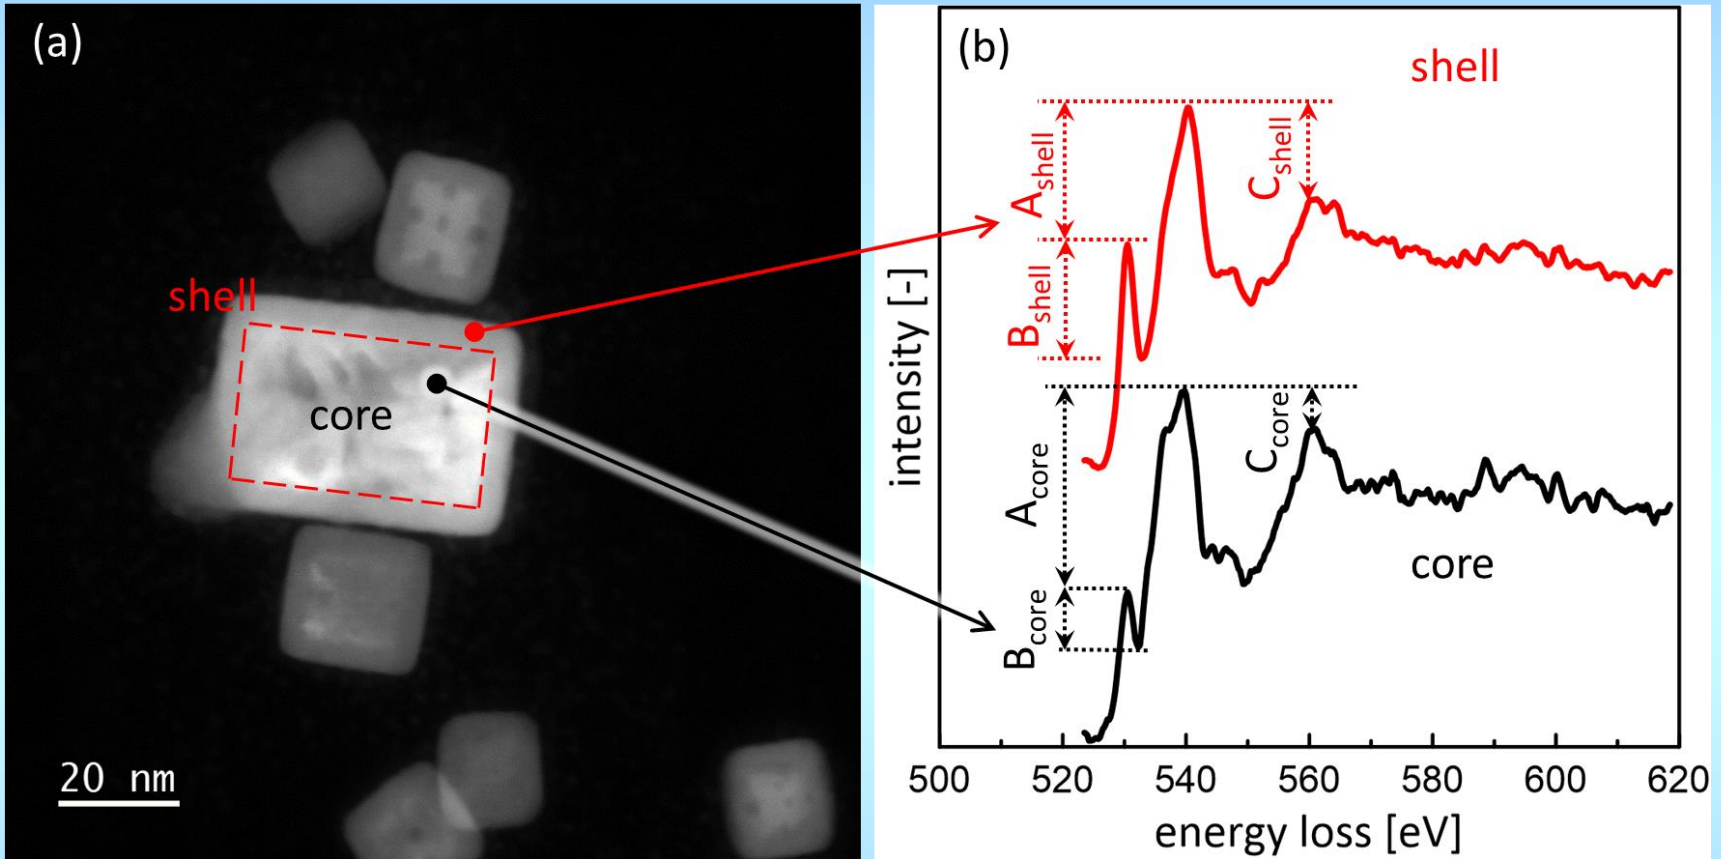 (a)
shell
core
20 nm
(b)
shell
A_shell
B_shell
C_shell
A_core
B_core
C_core
core
intensity [-]
500 520 540 560 580 600 620
energy loss [eV]